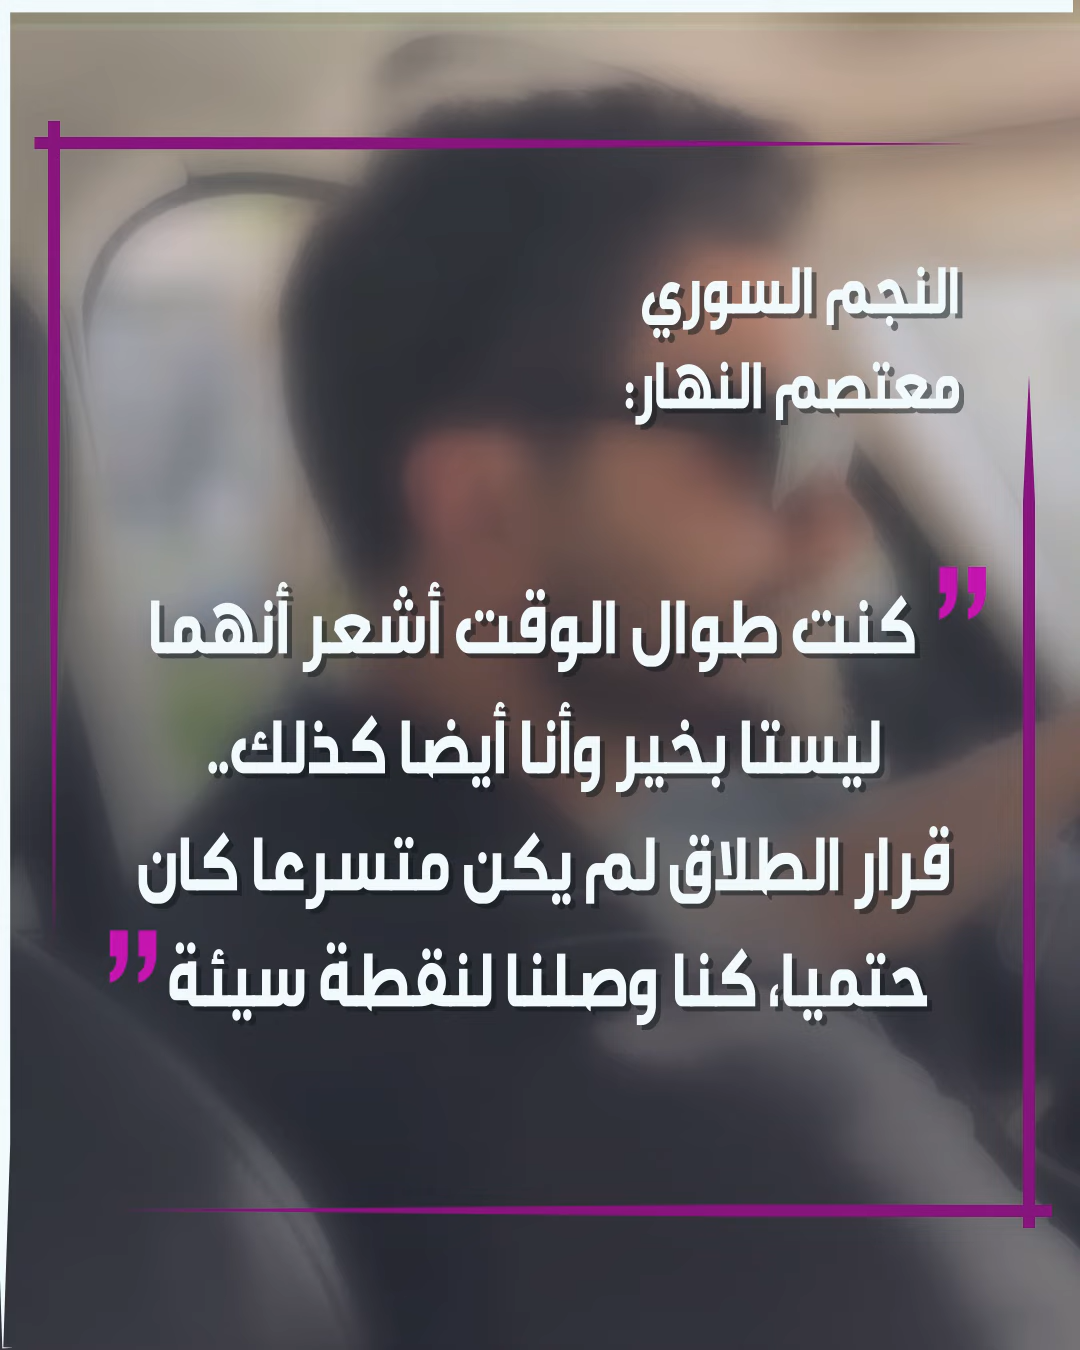 النجم السوري
معتصم النهار:
” كنت طوال الوقت أشعر أنهما
ليستا بخير وأنا أيضا كذلك..
قرار الطلاق لم يكن متسرعا كان
حتميا، كنا وصلنا لنقطة سيئة ”